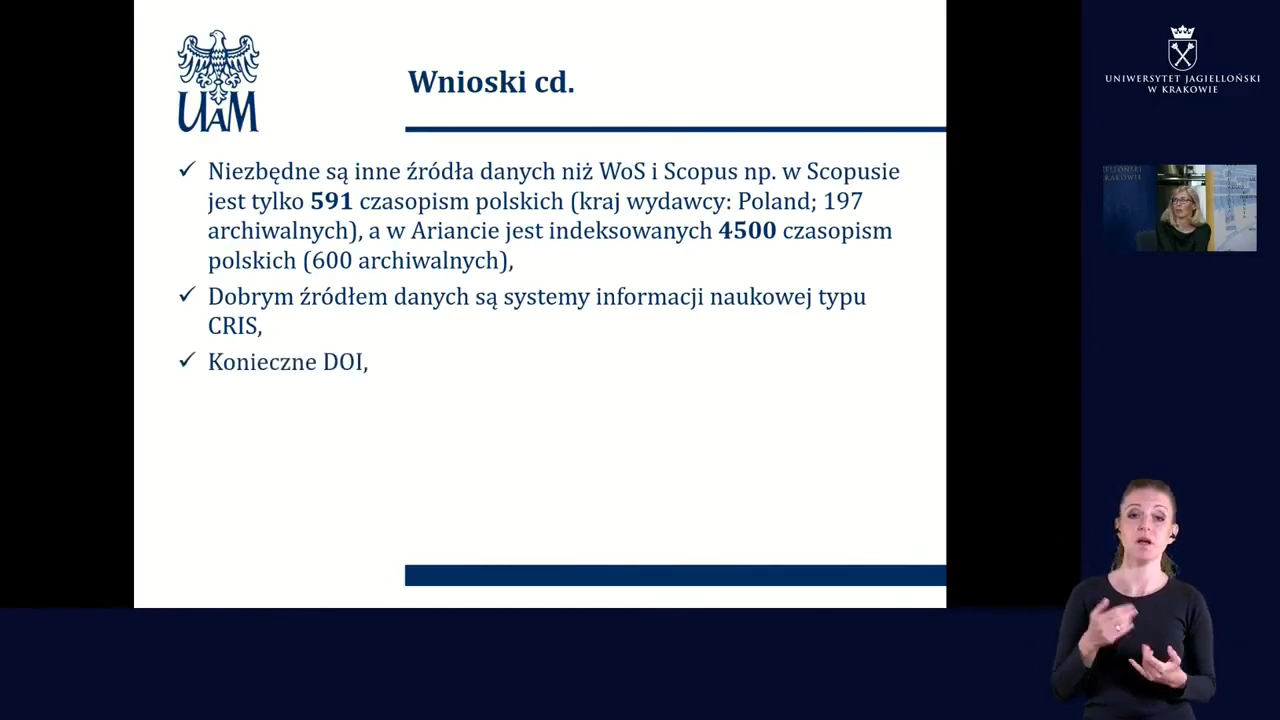 UAM
Wnioski cd.
✓ Niezbędne są inne źródła danych niż WoS i Scopus np. w Scopusie
jest tylko 591 czasopism polskich (kraj wydawcy: Poland; 197
archiwalnych), a w Ariancie jest indeksowanych 4500 czasopism
polskich (600 archiwalnych),
✓ Dobrym źródłem danych są systemy informacji naukowej typu
CRIS,
✓ Konieczne DOI,
UNIWERSYTET JAGIELLOŃSKI
W KRAKOWIE